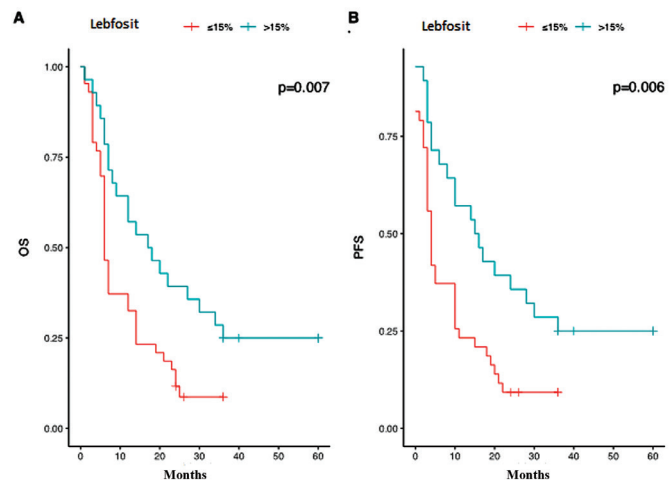 A Lebfosit ≤15% >15%
p=0.007
1.00
0.75
0.50
0.25
0.00
OS
0 10 20 30 40 50 60
Months
B Lebfosit ≤15% >15%
p=0.006
0.75
0.50
0.25
0.00
PFS
0 10 20 30 40 50 60
Months